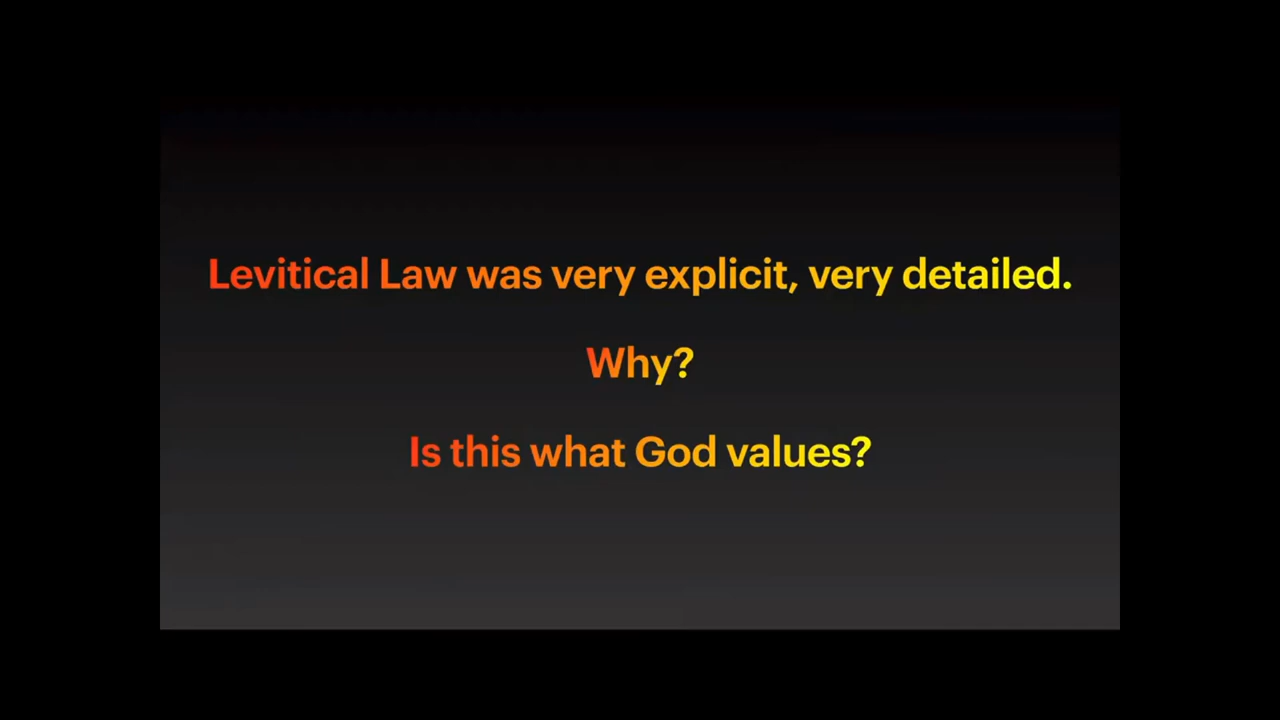 Levitical Law was very explicit, very detailed.
Why?
Is this what God values?